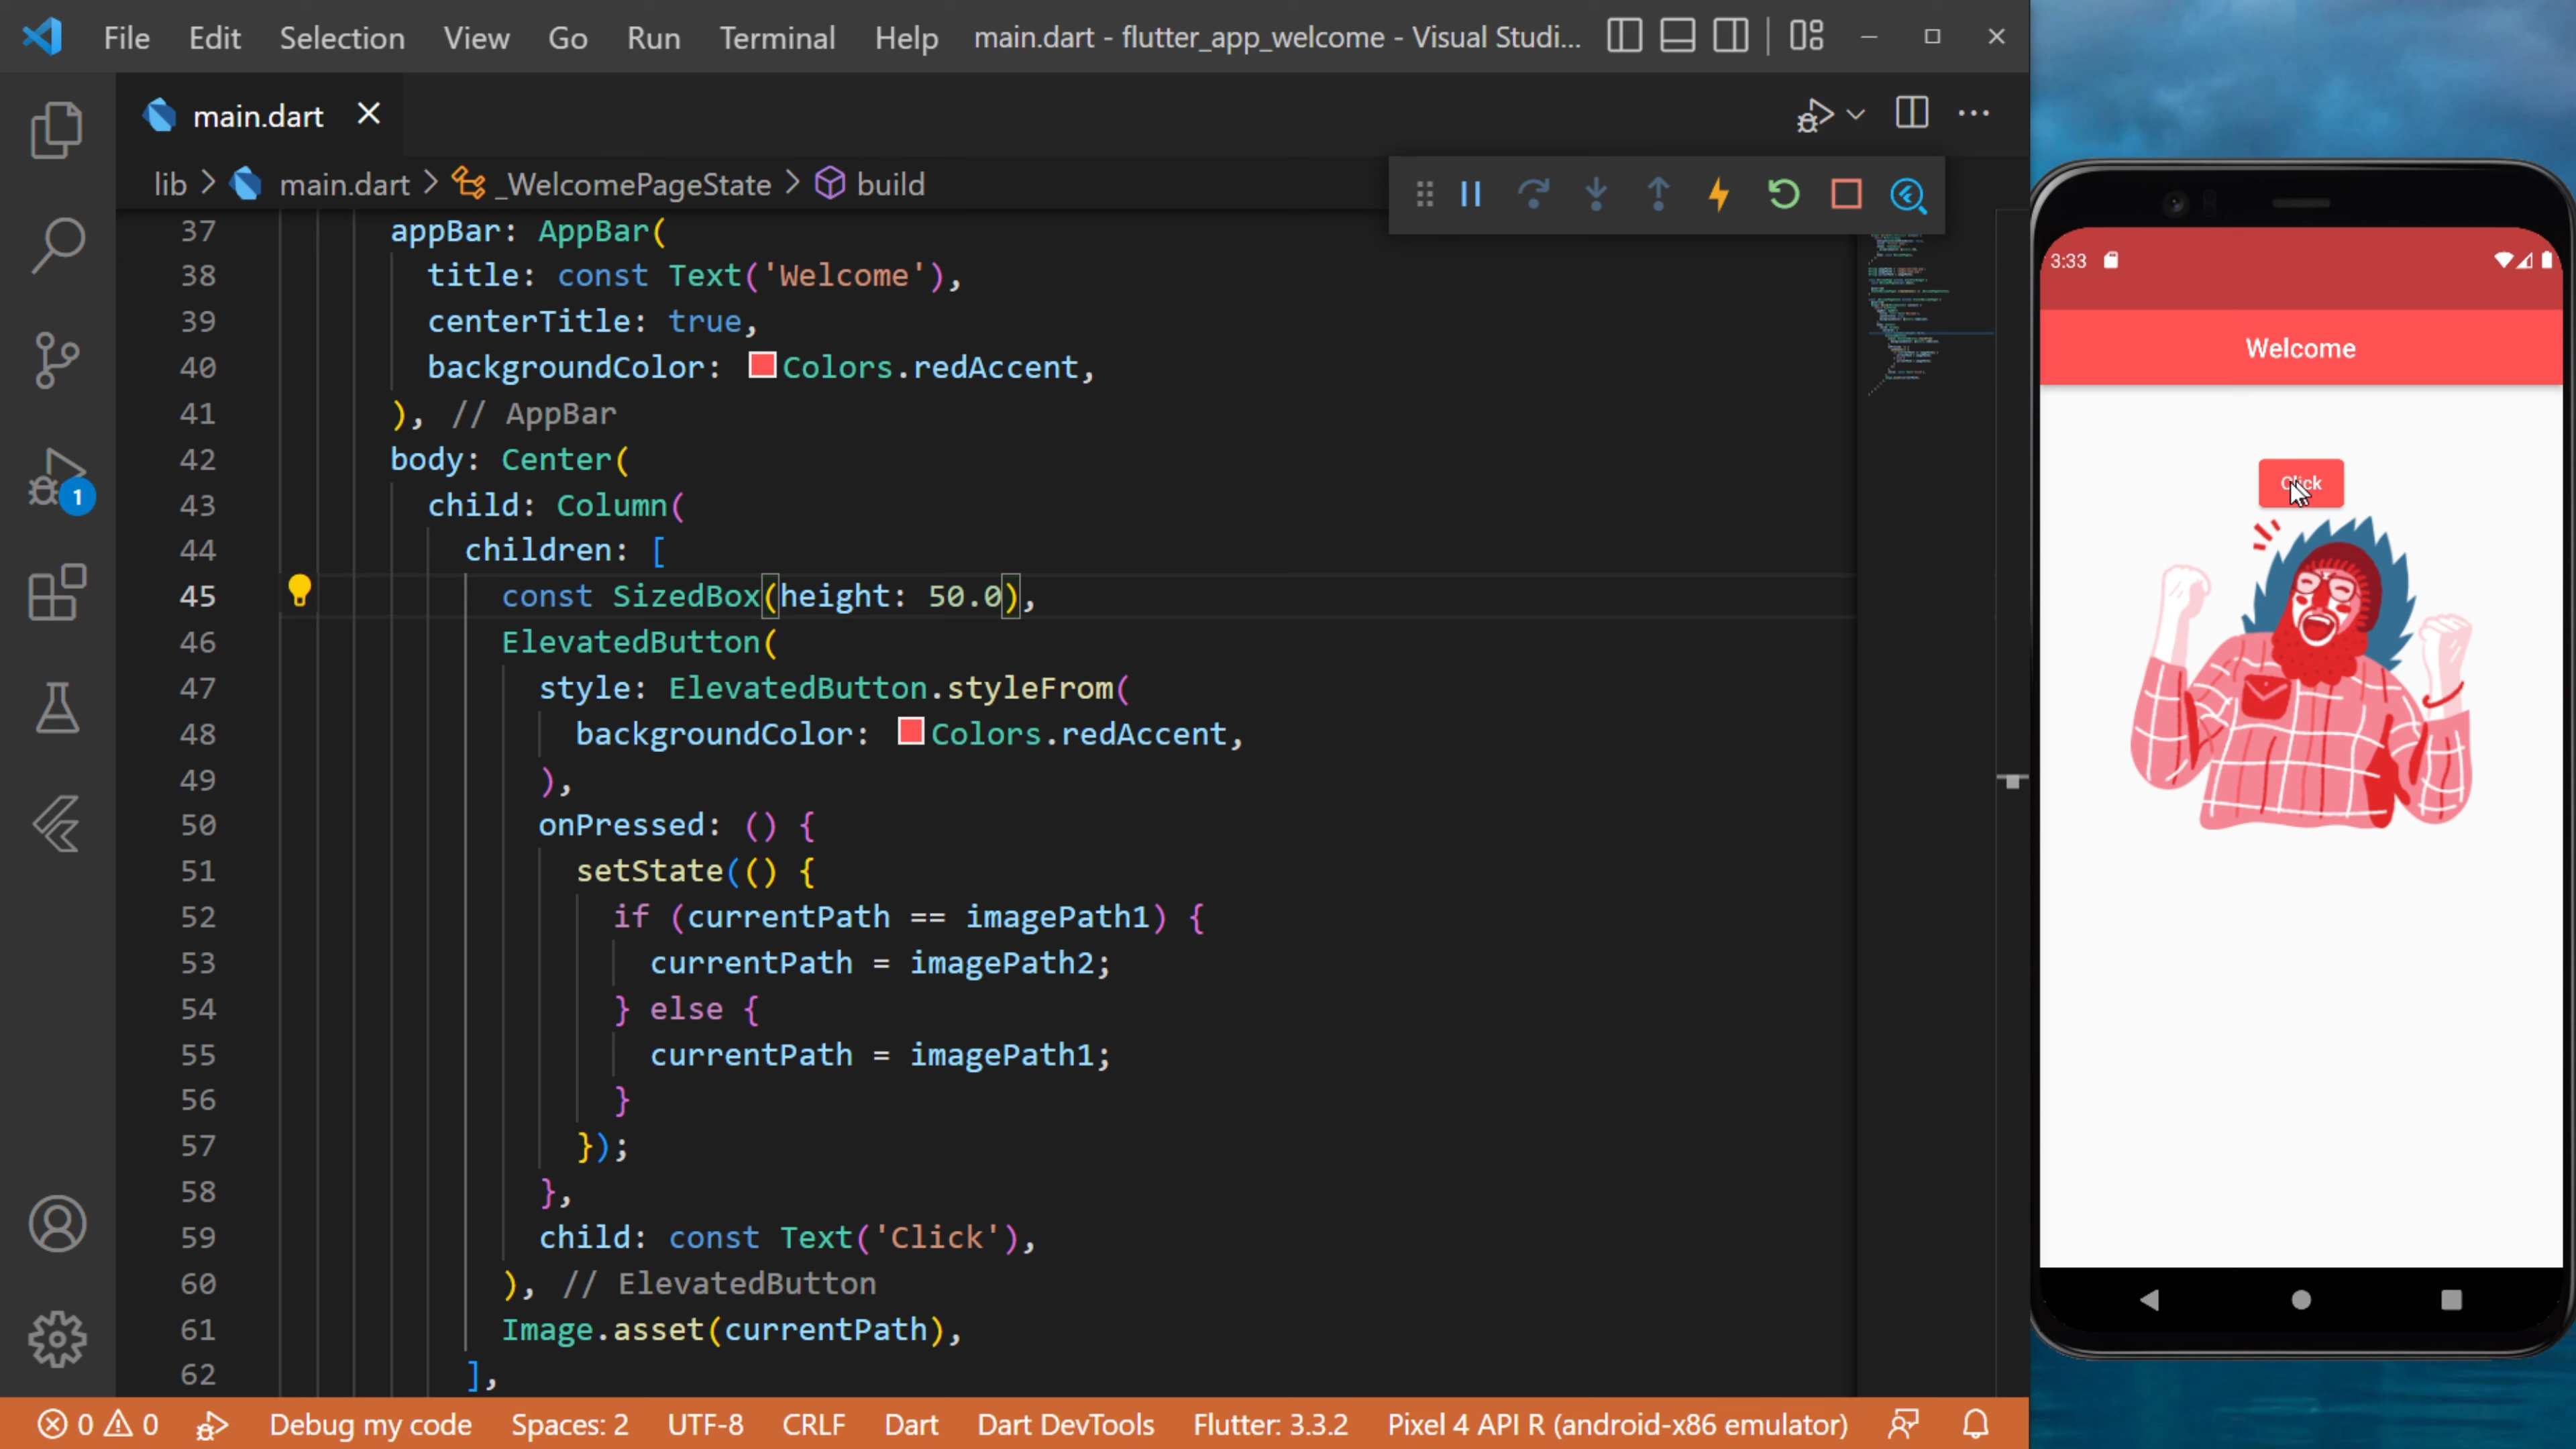 File Edit Selection View Go Run Terminal Help main.dart - flutter_app_welcome - Visual Studi...
main.dart
lib > main.dart > _WelcomePageState > build
37 appBar: AppBar(
38 title: const Text('Welcome'),
39 centerTitle: true,
40 backgroundColor: Colors.redAccent,
41 ), // AppBar
42 body: Center(
43 child: Column(
44 children: [
45 const SizedBox(height: 50.0),
46 ElevatedButton(
47 style: ElevatedButton.styleFrom(
48 backgroundColor: Colors.redAccent,
49 ),
50 onPressed: () {
51 setState(() {
52 if (currentPath == imagePath1) {
53 currentPath = imagePath2;
54 } else {
55 currentPath = imagePath1;
56 }
57 });
58 },
59 child: const Text('Click'),
60 ), // ElevatedButton
61 Image.asset(currentPath),
62 ],
1
0 0 Debug my code Spaces: 2 UTF-8 CRLF Dart Dart DevTools Flutter: 3.3.2 Pixel 4 API R (android-x86 emulator)
3:33
Welcome
Click